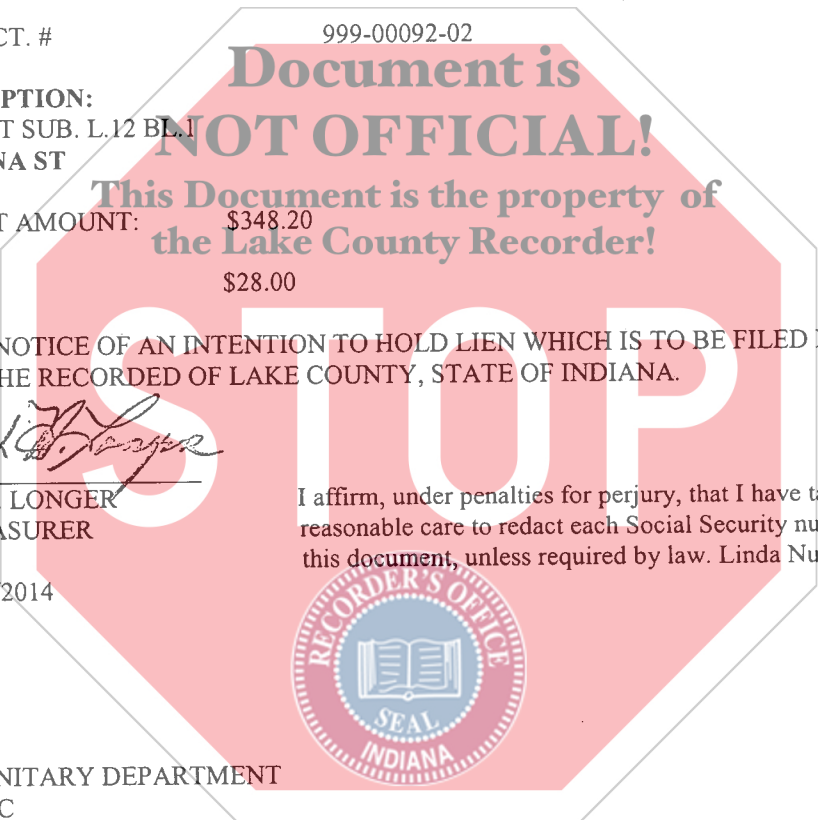 CT. # 999-00092-02
Document is
PTION:
T SUB. L.12 BL.1
NOT OFFICIAL!
NA ST
This Document is the property of
T AMOUNT: $348.20
the Lake County Recorder!
$28.00
STOP
NOTICE OF AN INTENTION TO HOLD LIEN WHICH IS TO BE FILED
HE RECORDED OF LAKE COUNTY, STATE OF INDIANA.
LONGER
ASURER
I affirm, under penalties for perjury, that I have ta
reasonable care to redact each Social Security nu
this document, unless required by law. Linda Nu
2014
RECORDER'S OFFICE
SEAL
INDIANA
NITARY DEPARTMENT
C